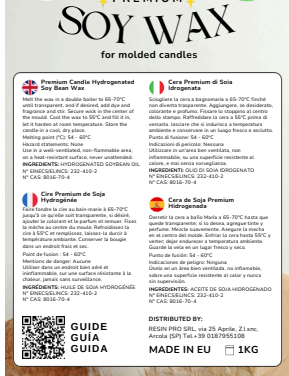 PREMIUM
SOY WAX
for molded candles
Premium Candle Hydrogenated
Soy Bean Wax
Melt the wax in a double boiler to 65-70°C
until transparent, and if desired, add dye and
fragrance and stir. Secure wick in the center of
the mould. Cool the wax to 55°C and fill it in,
let it harden at room temperature. Store the
candle in a cool, dry place.
Melting point (°C): 54 - 60°C
Hazard statements: None
Use in a well-ventilated, non-flammable area,
on a heat-resistant surface, never unattended.
INGREDIENTS: HYDROGENATED SOYBEAN OIL
N° EINECS/ELINCS: 232-410-2
N° CAS: 8016-70-4
Cera Premium di Soia
Idrogenata
Sciogliere la cera a bagnomaria a 65-70°C finché
non diventa trasparente. Aggiungere, se desiderato,
colorante e profumo. Fissare lo stoppino al centro
dello stampo. Raffreddare la cera a 55°C prima di
versarla, lasciare che si indurisca a temperatura
ambiente e conservare in un luogo fresco e asciutto.
Punto di fusione: 54 - 60°C
Indicazioni di pericolo: Nessuna
Utilizzare in un'area ben ventilata, non
infiammabile, su una superficie resistente al
calore, e mai senza sorveglianza.
INGREDIENTI: OLIO DI SOIA IDROGENATO
N° EINECS/ELINCS: 232-410-2
N° CAS: 8016-70-4
Cire Premium de Soja
Hydrogénée
Faire fondre la cire au bain-marie à 65-70°C
jusqu'à ce qu'elle soit transparente, si désiré,
ajouter le colorant et le parfum et remuez. Fixez
la mèche au centre du moule. Refroidissez la
cire à 55°C et remplissez, laissez-la durcir à
température ambiante. Conservez la bougie
dans un endroit frais et sec.
Point de fusion : 54 - 60°C
Mentions de danger: Aucune
Utiliser dans un endroit bien aéré et
ininflammable, sur une surface résistante à la
chaleur, jamais sans surveillance.
INGRÉDIENTS: HUILE DE SOJA HYDROGÉNÉE
N° EINECS/ELINCS: 232-410-2
N° CAS: 8016-70-4
Cera de Soja Premium
Hidrogenada
Derretir la cera a baño María a 65-70°C hasta que
quede transparente; si lo desea, agregue tinte y
perfume. Mezcle suavemente. Asegure la mecha
en el centro del molde. Enfriar la cera hasta 55°C y
verter; dejar endurecer a temperatura ambiente.
Guarde la vela en un lugar fresco y seco.
Punto de fusión: 54 - 60°C
Indicaciones de peligro: Ninguna
Úselo en un área bien ventilada, no inflamable,
sobre una superficie resistente al calor y nunca
sin supervisión.
INGREDIENTES: ACEITE DE SOJA HIDROGENADO
N° EINECS/ELINCS: 232-410-2
N° CAS: 8016-70-4
GUIDE
GUÍA
GUIDA
DISTRIBUTED BY:
RESIN PRO SRL, via 25 Aprile, Z.I.snc,
Arcola (SP) Tel.+39 0187955108
MADE IN EU
1KG